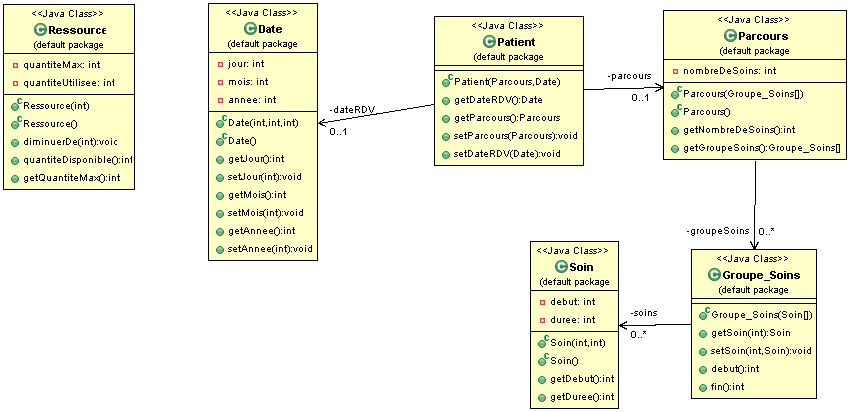 <<Java Class>>
Ressource
(default package
quantiteMax: int
quantiteUtilisee: int
Ressource(int)
Ressource()
diminuerDe(int):void
quantiteDisponible():int
getQuantiteMax():int
<<Java Class>>
Date
(default package
jour: int
mois: int
annee: int
Date(int,int,int)
Date()
getJour():int
setJour(int):void
getMois():int
setMois(int):void
getAnnee():int
setAnnee(int):void
-dateRDV
0..1
<<Java Class>>
Patient
(default package
Patient(Parcours,Date)
getDateRDV():Date
getParcours():Parcours
setParcours(Parcours):void
setDateRDV(Date):void
-parcours
0..1
<<Java Class>>
Parcours
(default package
nombreDeSoins: int
Parcours(Groupe_Soins[])
Parcours()
getNombreDeSoins():int
getGroupeSoins():Groupe_Soins[]
-groupeSoins
0..*
<<Java Class>>
Soin
(default package
debut: int
duree: int
Soin(int,int)
Soin()
getDebut():int
getDuree():int
-soins
0..*
<<Java Class>>
Groupe_Soins
(default package
Groupe_Soins(Soin[])
getSoin(int):Soin
setSoin(int,Soin):void
debut():int
fin():int